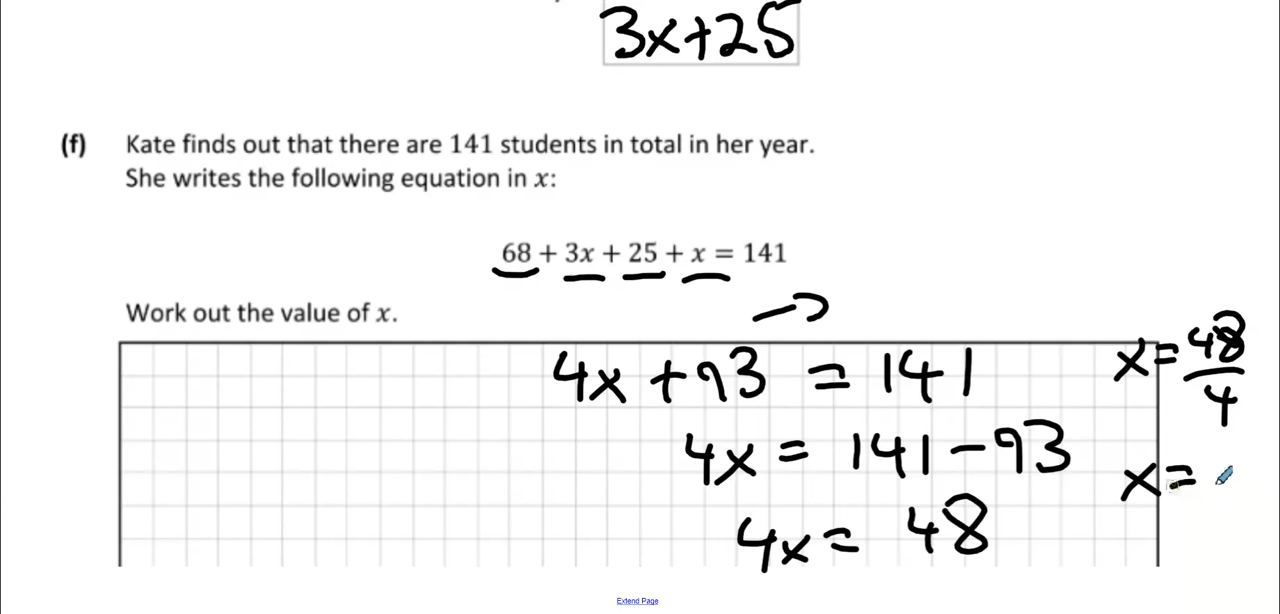 3x+25
(f) Kate finds out that there are 141 students in total in her year.
She writes the following equation in x:
68 + 3x + 25 + x = 141
Work out the value of x.
4x + 93 = 141
4x = 141 - 93
4x = 48
x = 48/4
x =
Extend Page